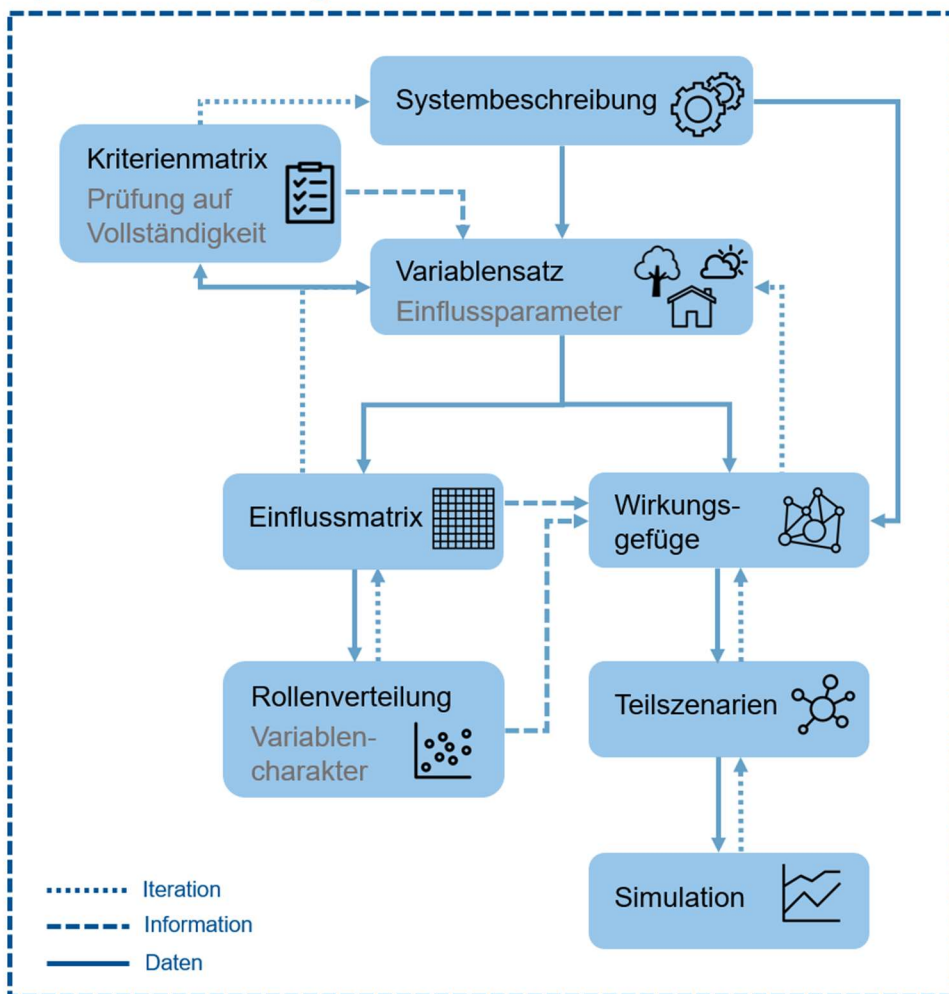 Systembeschreibung
Kriterienmatrix
Prüfung auf
Vollständigkeit
Variablensatz
Einflussparameter
Einflussmatrix
Wirkungs-
gefüge
Rollenverteilung
Variablen-
charakter
Teilszenarien
Simulation
Iteration
Information
Daten